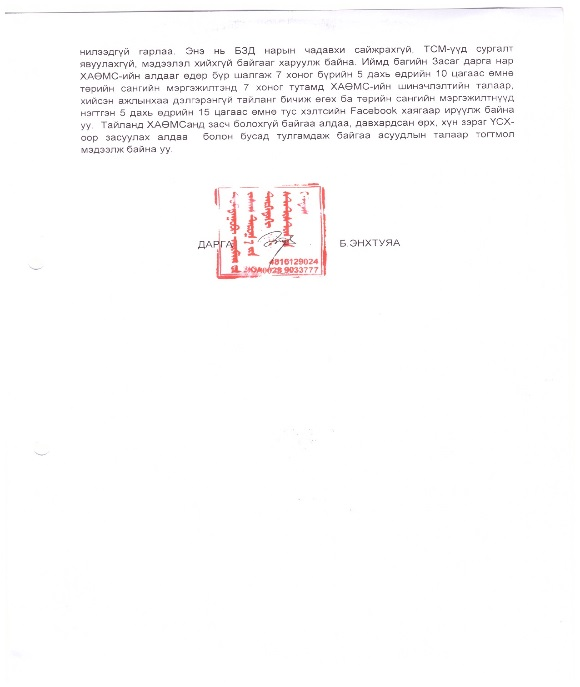 нилээдгүй гарлаа. Энэ нь БЗД нарын чадавхи сайжрахгүй, ТСМ-үүд сургалт
явуулахгүй, мэдээлэл хийхгүй байгааг харуулж байна. Иймд багийн Засаг дарга нар
ХАӨМС-ийн алдааг өдөр бүр шалгаж 7 хоног бүрийн 5 дахь өдрийн 10 цагаас өмнө
төрийн сангийн мэргэжилтэнд 7 хоног тутамд ХАӨМС-ийн шинэчлэлтийн талаар,
хийсэн ажлынхаа дэлгэрэнгүй тайланг бичиж өгөх ба төрийн сангийн мэргэжилтнүүд
нэгтгэн 5 дахь өдрийн 15 цагаас өмнө тус хэлтсийн Facebook хаягаар ирүүлж байна
уу. Тайланд ХАӨМСанд засч болохгүй байгаа алдаа, давхардсан өрх, хүн зэрэг ҮСХ-
оор засуулах алдаа болон бусад тулгамдаж байгаа асуудлын талаар тогтмол
мэдээлж байна уу.
ДАРГА Б.ЭНХТУЯА
4816129024
9033777